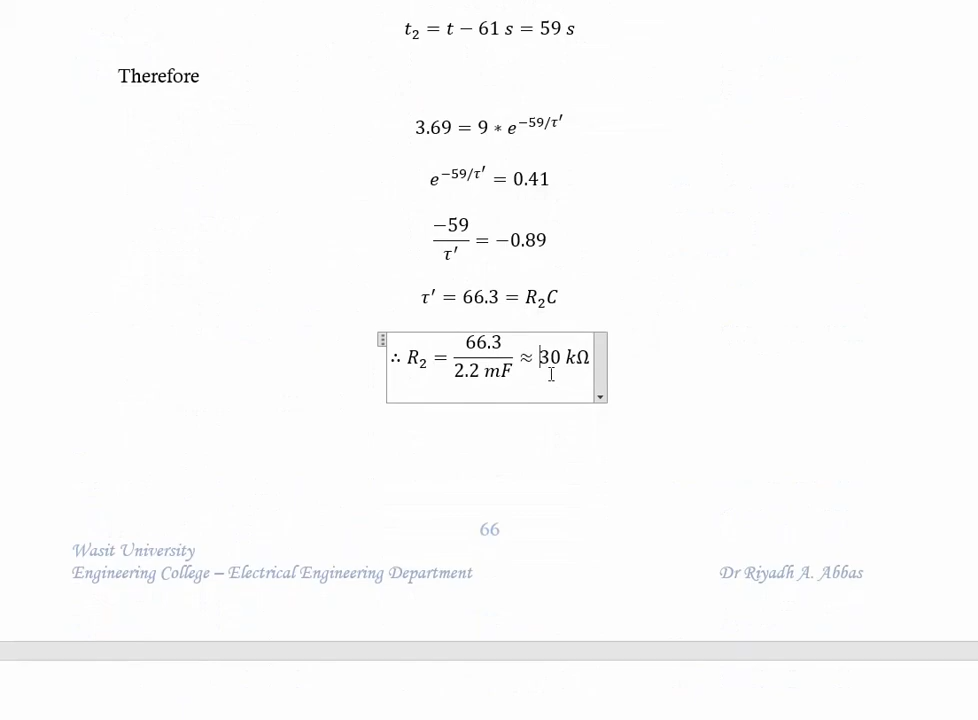 t₂ = t − 61 s = 59 s
Therefore
3.69 = 9 * e^(−59/τ′)
e^(−59/τ′) = 0.41
−59/τ′ = −0.89
τ′ = 66.3 = R₂C
∴ R₂ = 66.3/2.2 mF ≈ 30 kΩ
66
Wasit University
Engineering College – Electrical Engineering Department Dr Riyadh A. Abbas